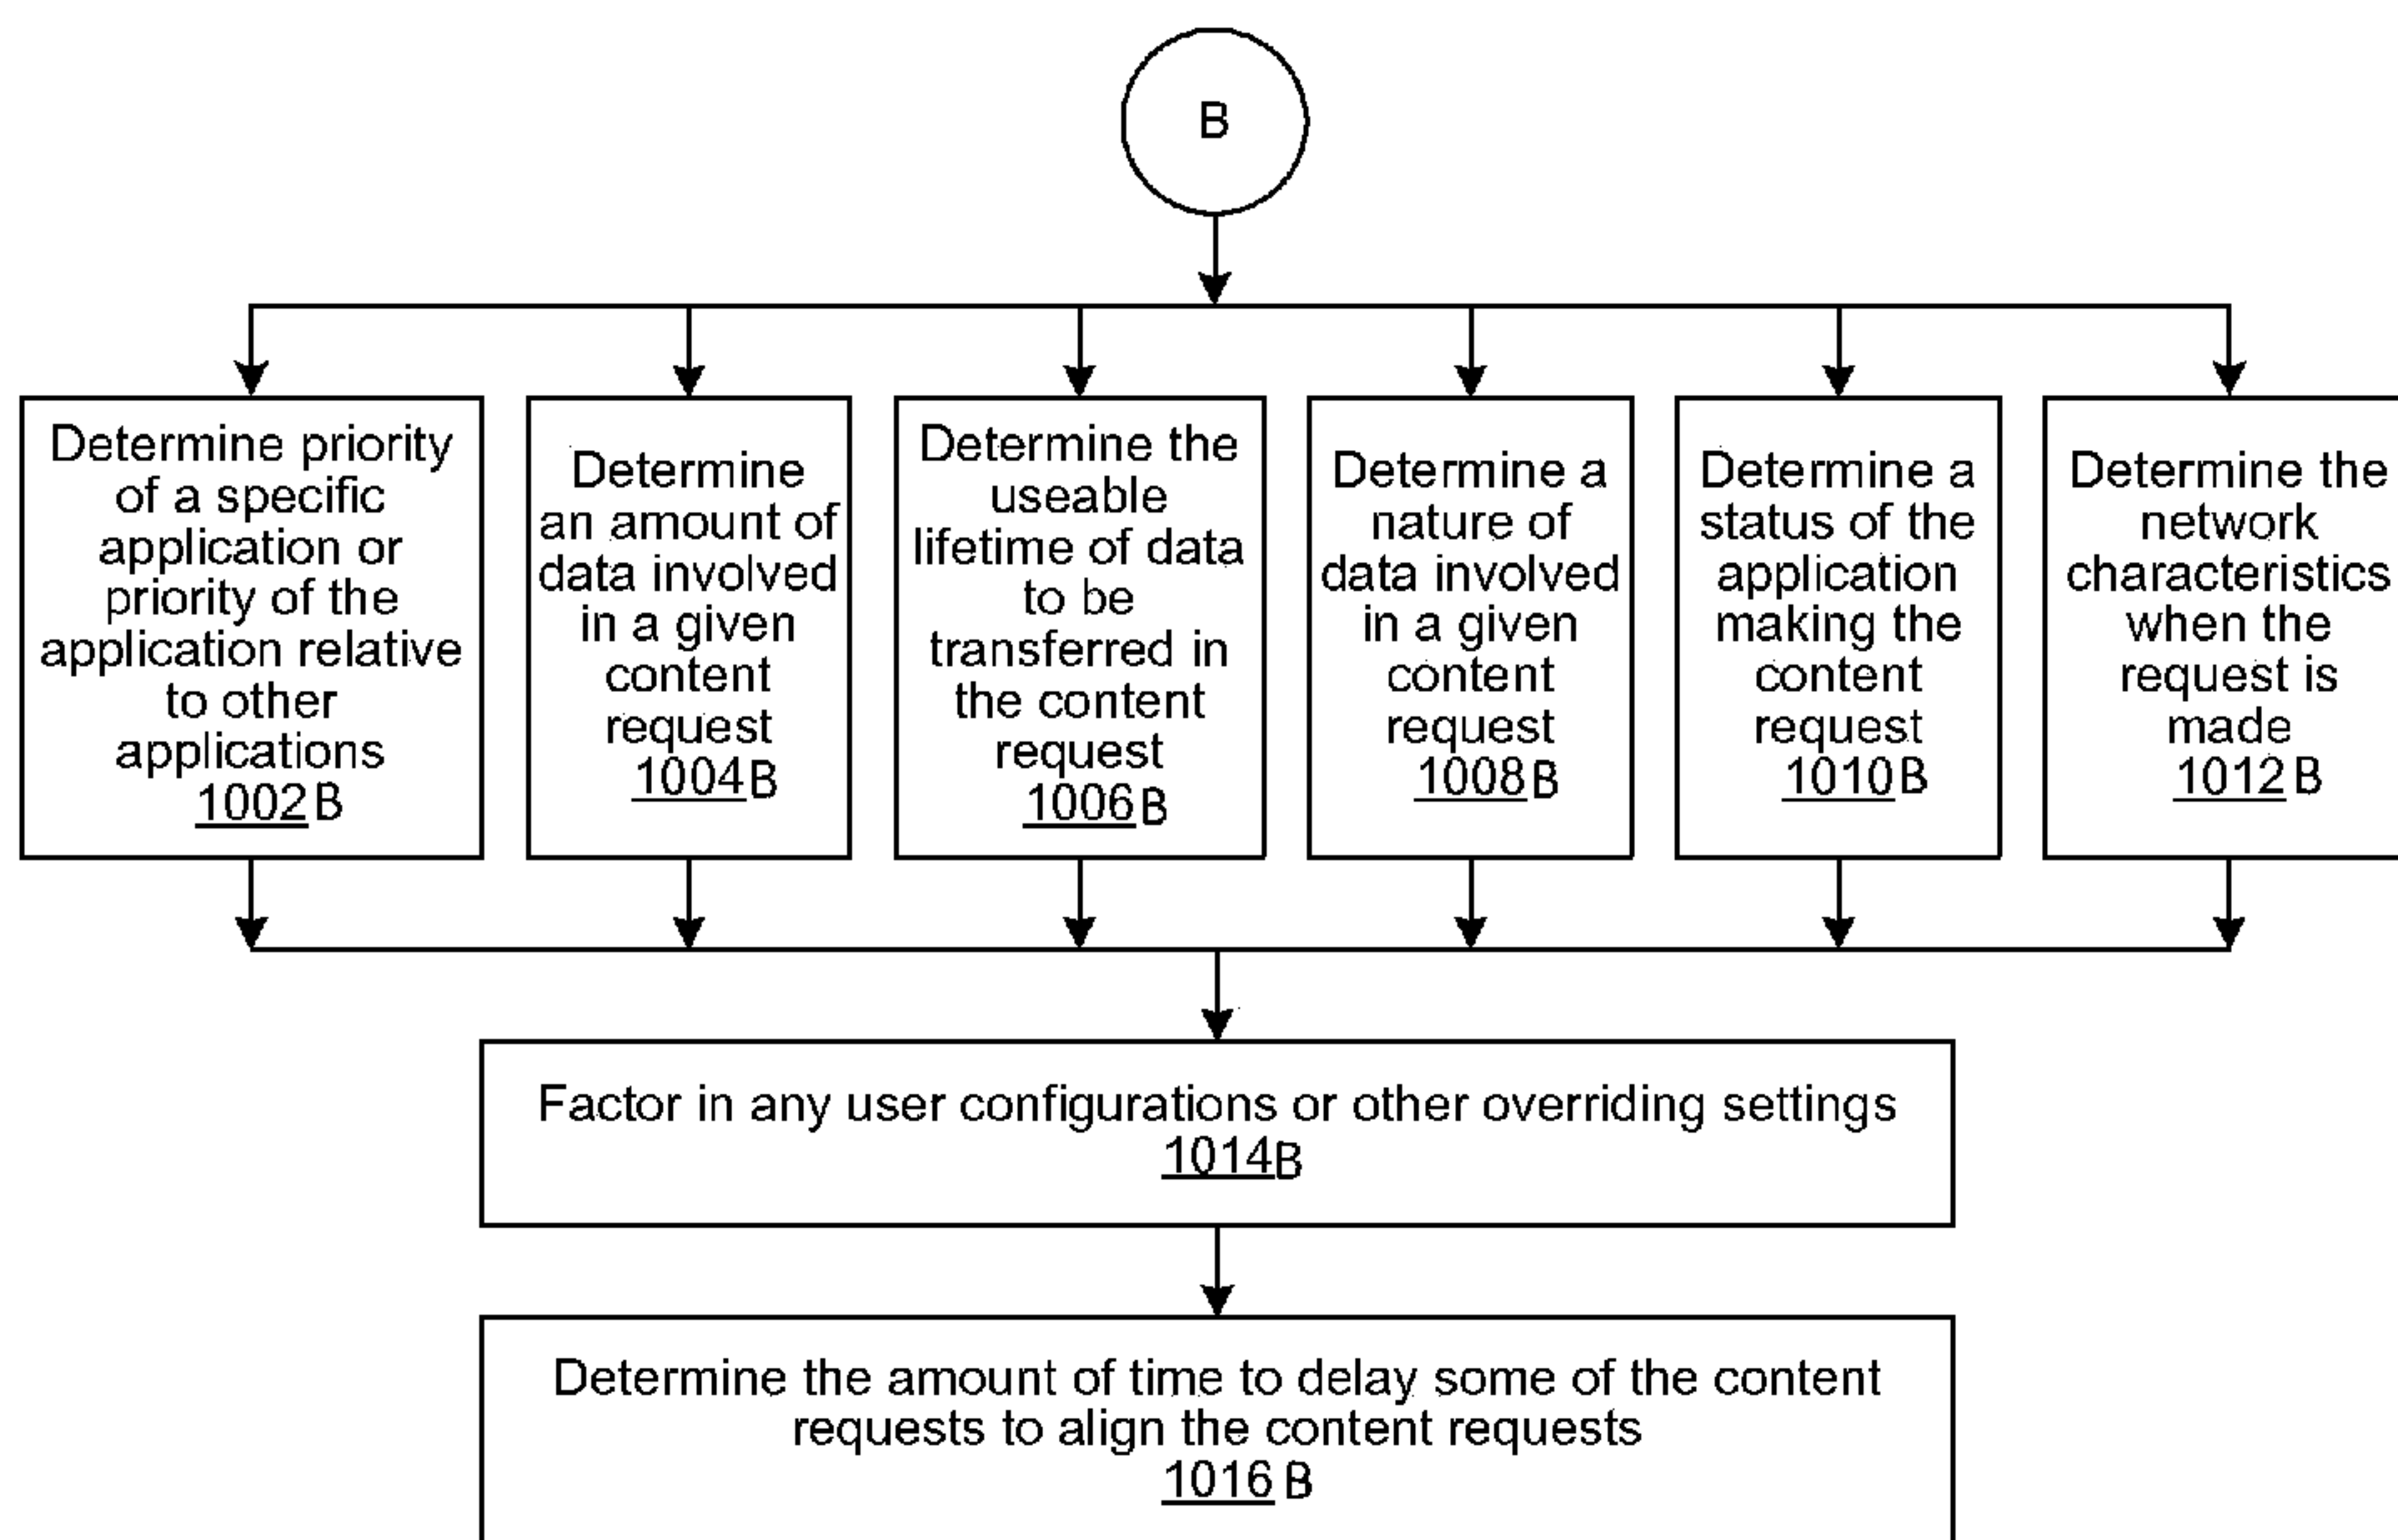 B
Determine priority
of a specific
application or
priority of the
application relative
to other
applications
1002B
Determine
an amount of
data involved
in a given
content
request
1004B
Determine the
useable
lifetime of data
to be
transferred in
the content
request
1006B
Determine a
nature of
data involved
in a given
content
request
1008B
Determine a
status of the
application
making the
content
request
1010B
Determine the
network
characteristics
when the
request is
made
1012B
Factor in any user configurations or other overriding settings
1014B
Determine the amount of time to delay some of the content
requests to align the content requests
1016B